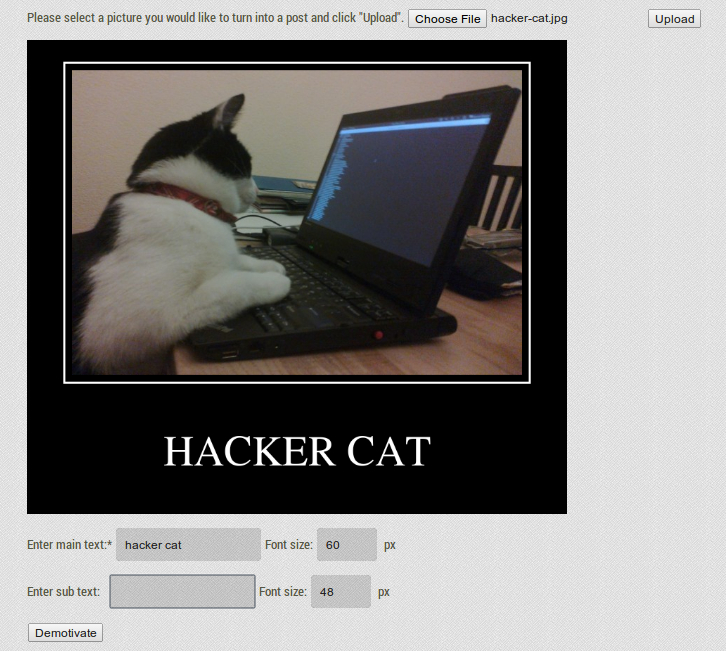 Please select a picture you would like to turn into a post and click "Upload". Choose File hacker-cat.jpg Upload
HACKER CAT
Enter main text:* hacker cat Font size: 60 px
Enter sub text: Font size: 48 px
Demotivate